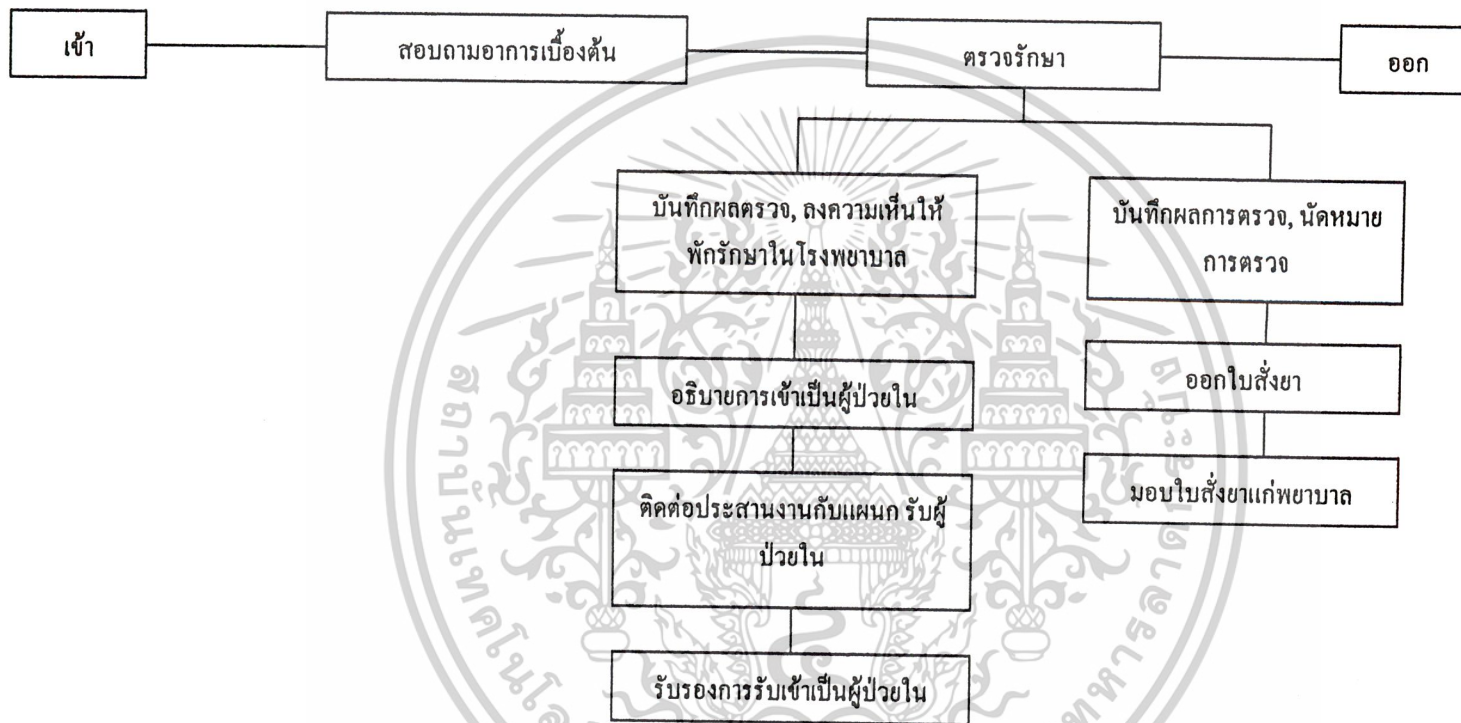 เข้า
สอบถามอาการเบื้องต้น
ตรวจรักษา
ออก
บันทึกผลตรวจ, ลงความเห็นให้
พักรักษาในโรงพยาบาล
บันทึกผลการตรวจ, นัดหมาย
การตรวจ
อธิบายการเข้าเป็นผู้ป่วยใน
ออกใบสั่งยา
ติดต่อประสานงานกับแผนก รับผู้
ป่วยใน
มอบใบสั่งยาแก่พยาบาล
รับรองการรับเข้าเป็นผู้ป่วยใน